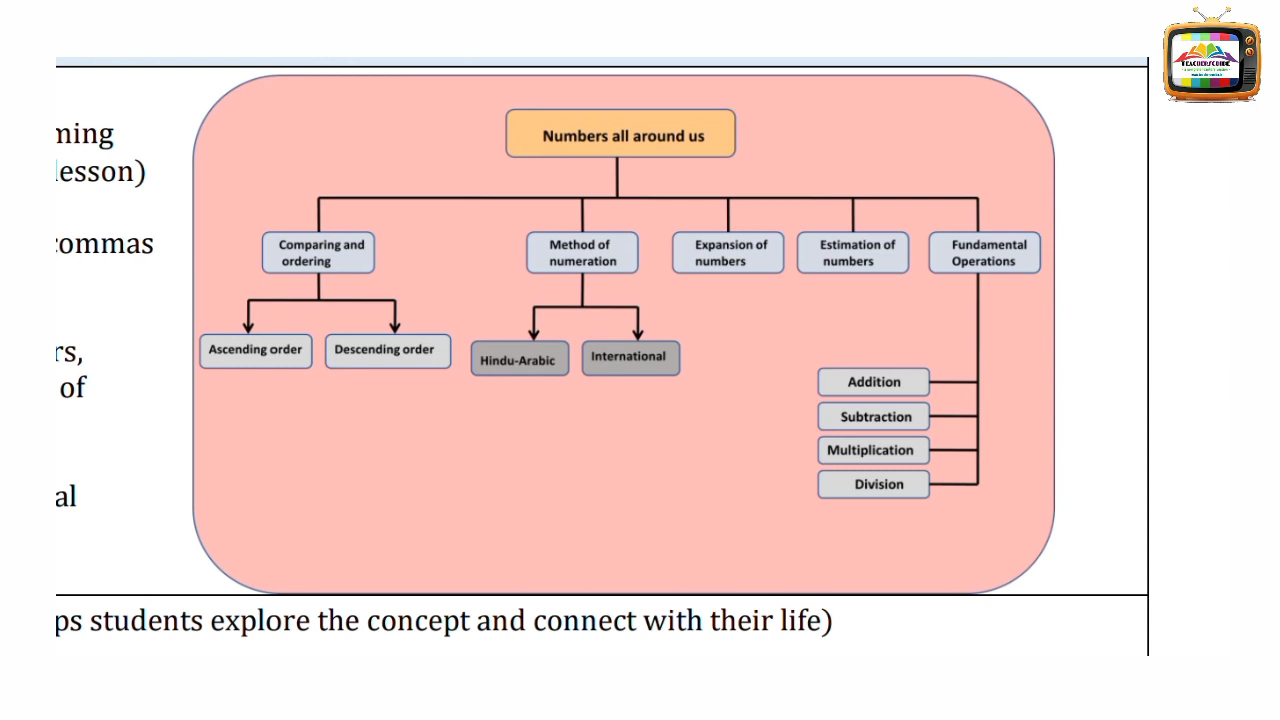 TEACHERSGUIDE
ming
lesson)
commas
rs,
of
al
Numbers all around us
Comparing and
ordering
Method of
numeration
Expansion of
numbers
Estimation of
numbers
Fundamental
Operations
Ascending order
Descending order
Hindu-Arabic
International
Addition
Subtraction
Multiplication
Division
ps students explore the concept and connect with their life)